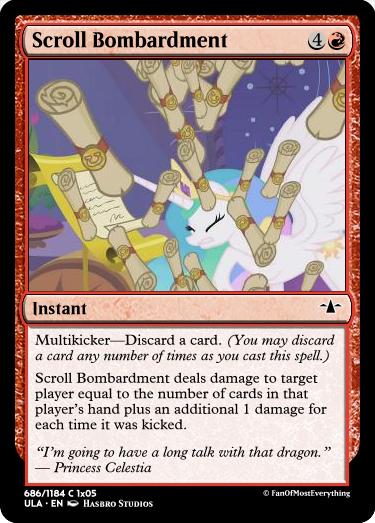 Scroll Bombardment 4
Instant
Multikicker—Discard a card. (You may discard
a card any number of times as you cast this spell.)
Scroll Bombardment deals damage to target
player equal to the number of cards in that
player's hand plus an additional 1 damage for
each time it was kicked.
“I'm going to have a long talk with that dragon.”
— Princess Celestia
686/1184 C 1x05
ULA • EN HASBRO STUDIOS
© FanOfMostEverything